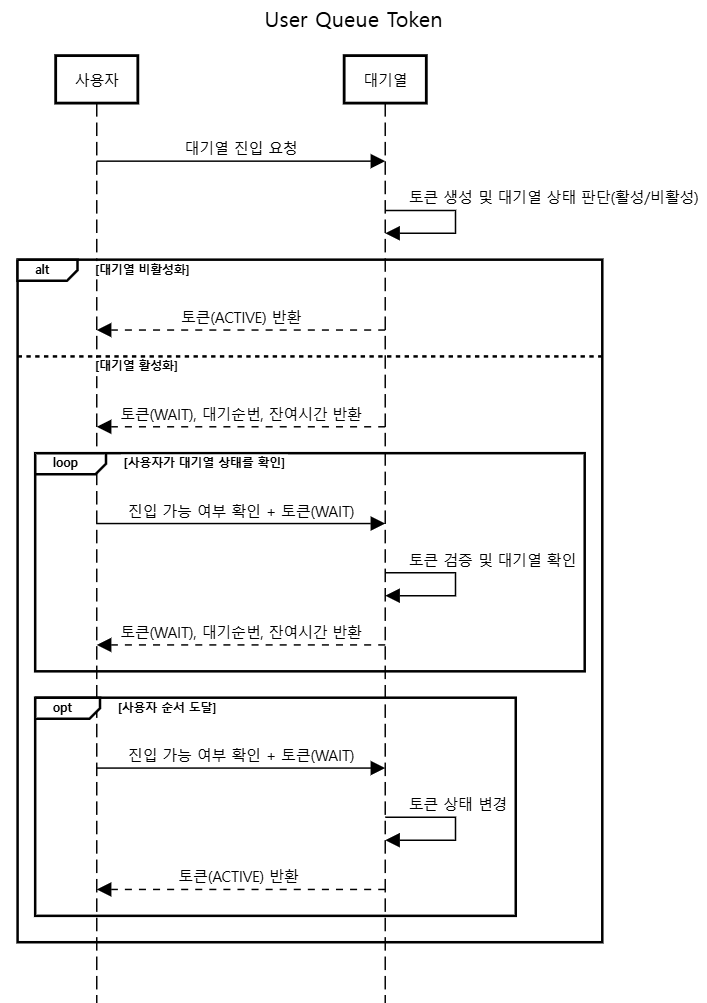 User Queue Token
사용자
대기열
대기열 진입 요청
토큰 생성 및 대기열 상태 판단(활성/비활성)
alt
[대기열 비활성화]
토큰(ACTIVE) 반환
[대기열 활성화]
토큰(WAIT), 대기순번, 잔여시간 반환
loop
[사용자가 대기열 상태를 확인]
진입 가능 여부 확인 + 토큰(WAIT)
토큰 검증 및 대기열 확인
토큰(WAIT), 대기순번, 잔여시간 반환
opt
[사용자 순서 도달]
진입 가능 여부 확인 + 토큰(WAIT)
토큰 상태 변경
토큰(ACTIVE) 반환